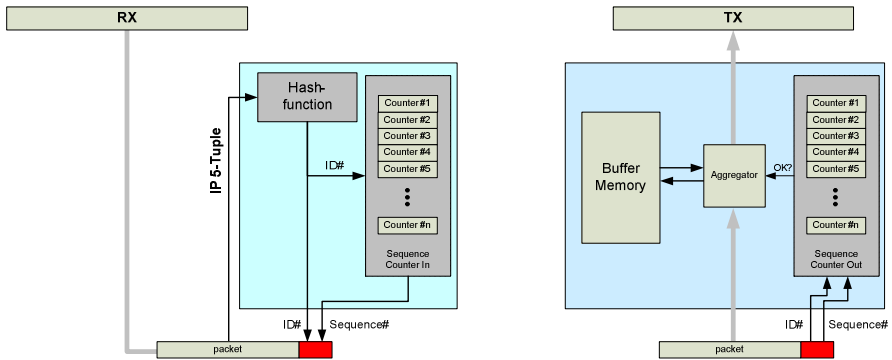 RX
Hash-
function
IP 5-Tuple
ID#
Counter #1
Counter #2
Counter #3
Counter #4
Counter #5
Counter #n
Sequence
Counter In
ID#
Sequence#
packet
TX
Buffer
Memory
Aggregator
OK?
Counter #1
Counter #2
Counter #3
Counter #4
Counter #5
Counter #n
Sequence
Counter Out
ID#
Sequence#
packet